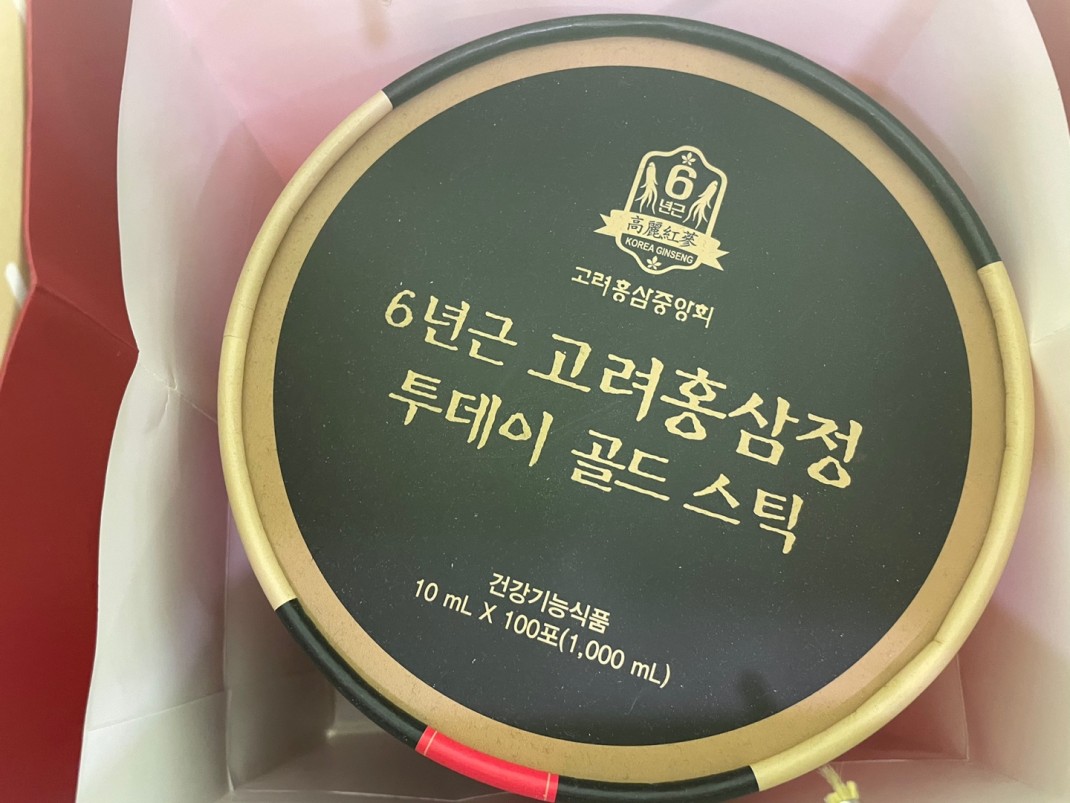 6
년근
高麗紅蔘
KOREA GINSENG
고려홍삼중앙회
6년근 고려홍삼정
투데이 골드 스틱
건강기능식품
10 mL X 100포(1,000 mL)